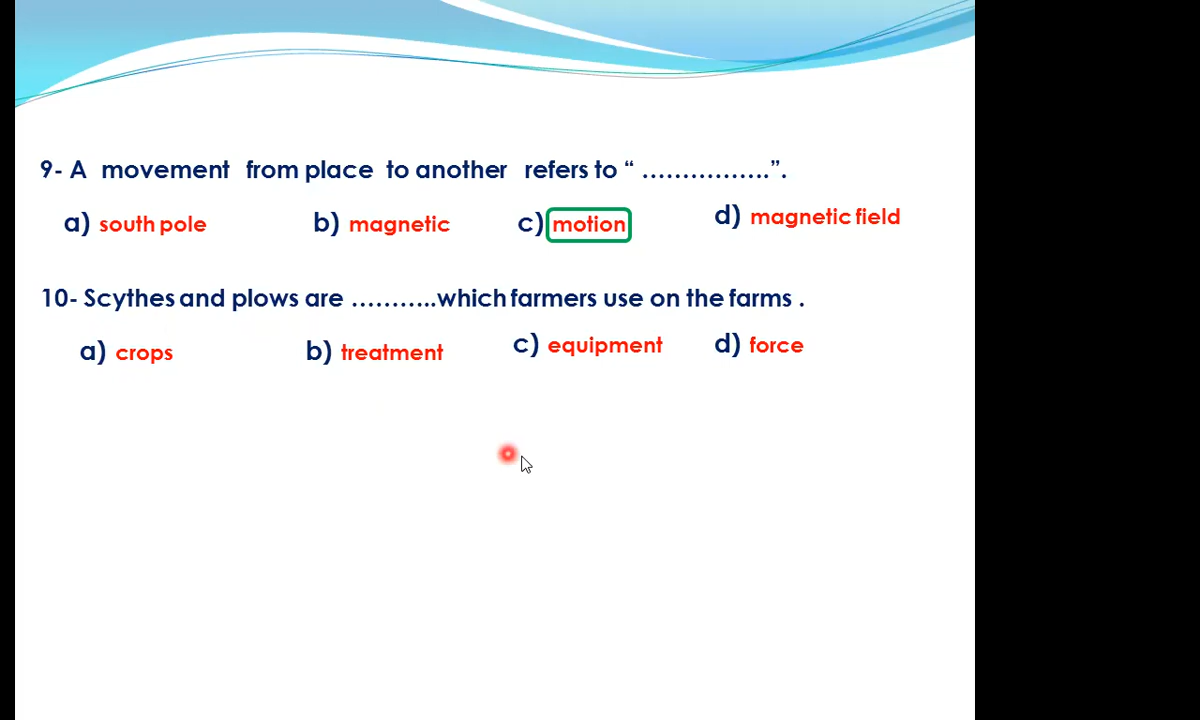 9- A movement from place to another refers to “ …………….”.
a) south pole b) magnetic c) motion d) magnetic field
10- Scythes and plows are ………..which farmers use on the farms .
a) crops b) treatment c) equipment d) force